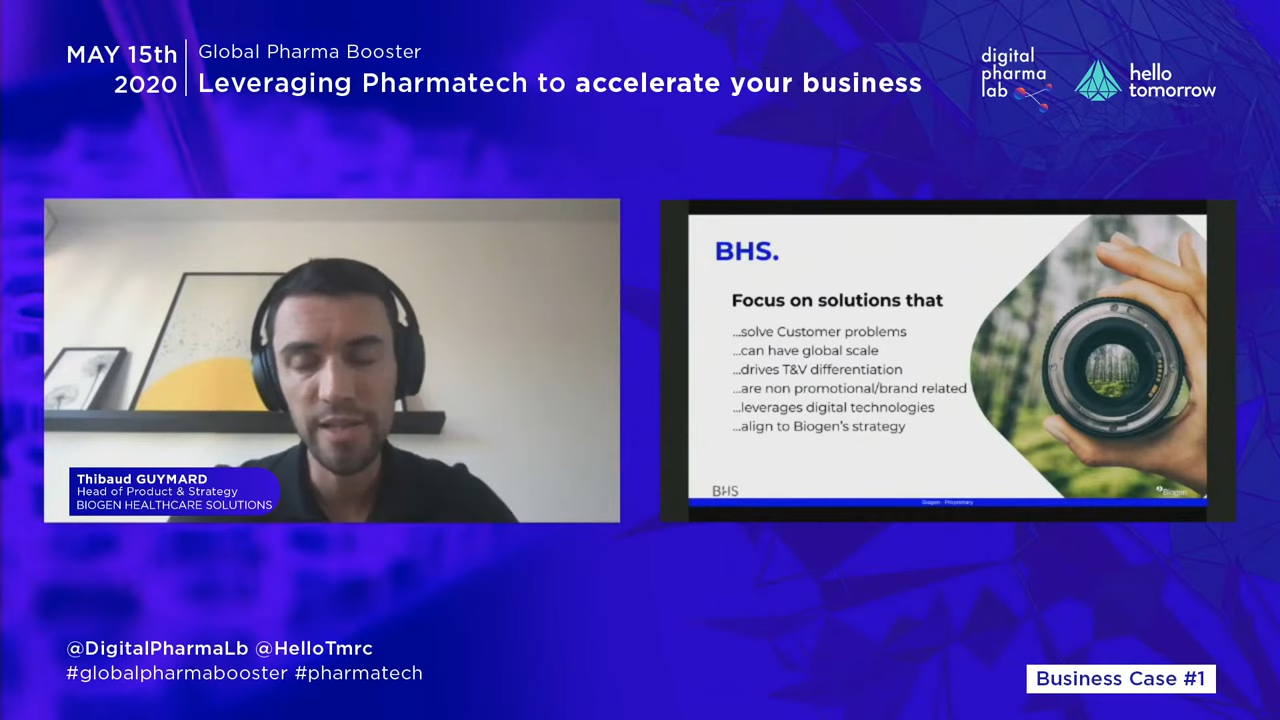 MAY 15th
2020
Global Pharma Booster
Leveraging Pharmatech to accelerate your business
digital
pharma
lab
hello
tomorrow
Thibaud GUYMARD
Head of Product & Strategy
BIOGEN HEALTHCARE SOLUTIONS
BHS.
Focus on solutions that
...solve Customer problems
...can have global scale
...drives T&V differentiation
...are non promotional/brand related
...leverages digital technologies
...align to Biogen's strategy
BHS
Biogen
@DigitalPharmaLb @HelloTmrc
#globalpharmabooster #pharmatech
Business Case #1